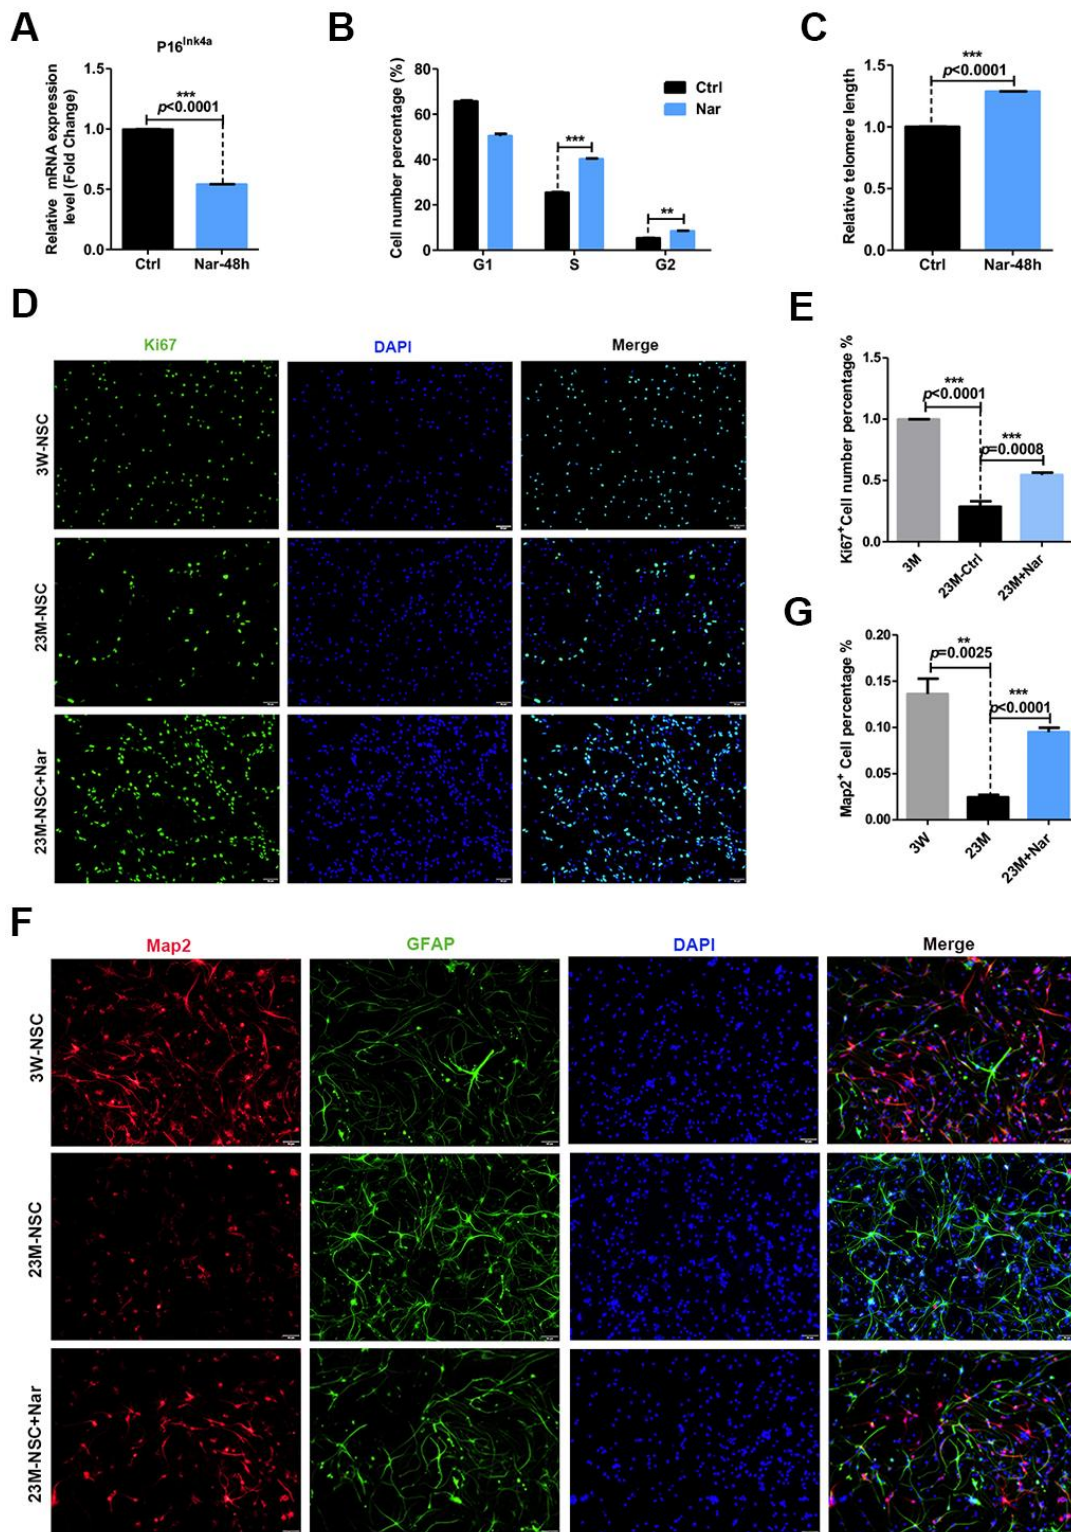 A
P16^Ink4a
Relative mRNA expression
level (Fold Change)
1.5
1.0
0.5
0.0
***
p<0.0001
Ctrl
Nar-48h
B
Cell number percentage (%)
80
60
40
20
0
Ctrl
Nar
***
**
G1
S
G2
C
Relative telomere length
1.5
1.0
0.5
0.0
***
p<0.0001
Ctrl
Nar-48h
D
Ki67
DAPI
Merge
3W-NSC
23M-NSC
23M-NSC+Nar
E
Ki67⁺Cell number percentage %
1.5
1.0
0.5
0.0
***
p<0.0001
***
p=0.0008
3M
23M-Ctrl
23M+Nar
G
Map2⁺ Cell percentage %
0.20
0.15
0.10
0.05
0.00
**
p=0.0025
***
p<0.0001
3W
23M
23M+Nar
F
Map2
GFAP
DAPI
Merge
3W-NSC
23M-NSC
23M-NSC+Nar